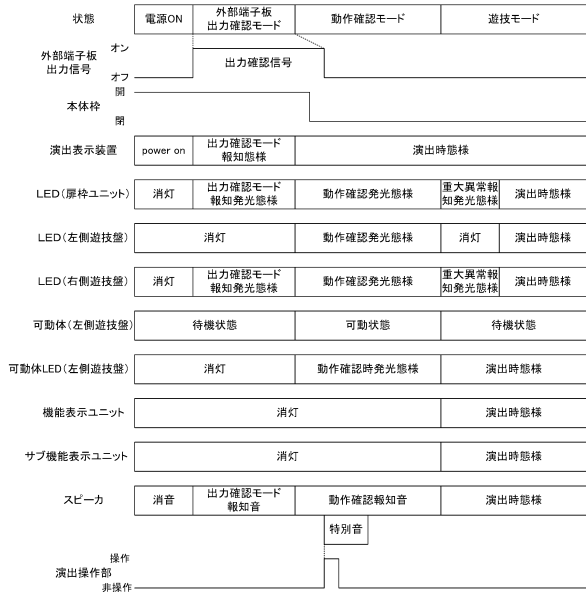 状態
電源ON
外部端子板
出力確認モード
動作確認モード
遊技モード
外部端子板
出力信号
オン
オフ
出力確認信号
本体枠
開
閉
演出表示装置
power on
出力確認モード
報知態様
演出時態様
LED(扉枠ユニット)
消灯
出力確認モード
報知発光態様
動作確認発光態様
重大異常報
知発光態様
演出時態様
LED(左側遊技盤)
消灯
動作確認発光態様
消灯
演出時態様
LED(右側遊技盤)
消灯
出力確認モード
報知発光態様
動作確認発光態様
重大異常報
知発光態様
演出時態様
可動体(左側遊技盤)
待機状態
可動状態
待機状態
可動体LED(左側遊技盤)
消灯
動作確認時発光態様
演出時態様
機能表示ユニット
消灯
演出時態様
サブ機能表示ユニット
消灯
演出時態様
スピーカ
消音
出力確認モード
報知音
動作確認報知音
演出時態様
特別音
演出操作部
操作
非操作